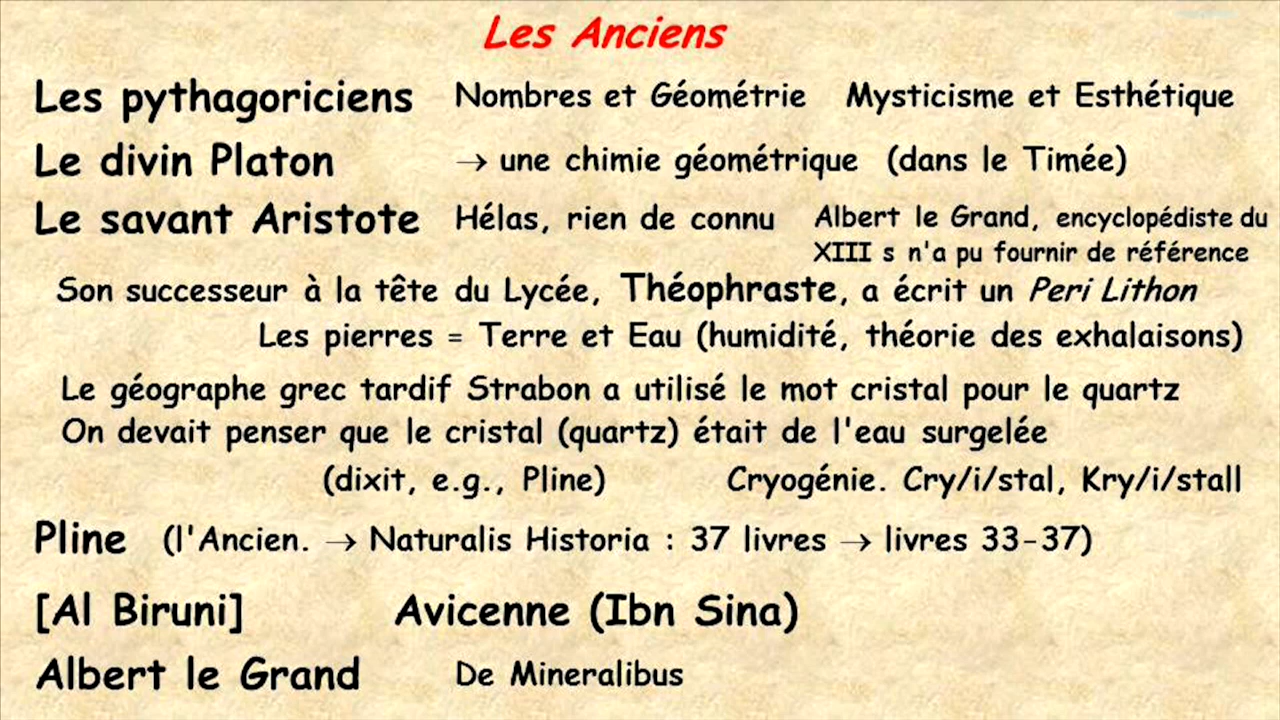 Les Anciens
Les pythagoriciens Nombres et Géométrie Mysticisme et Esthétique
Le divin Platon → une chimie géométrique (dans le Timée)
Le savant Aristote Hélas, rien de connu Albert le Grand, encyclopédiste du
XIII s n'a pu fournir de référence
Son successeur à la tête du Lycée, Théophraste, a écrit un Peri Lithon
Les pierres = Terre et Eau (humidité, théorie des exhalaisons)
Le géographe grec tardif Strabon a utilisé le mot cristal pour le quartz
On devait penser que le cristal (quartz) était de l'eau surgelée
(dixit, e.g., Pline) Cryogénie. Cry/i/stal, Kry/i/stall
Pline (l'Ancien. → Naturalis Historia : 37 livres → livres 33-37)
[Al Biruni] Avicenne (Ibn Sina)
Albert le Grand De Mineralibus